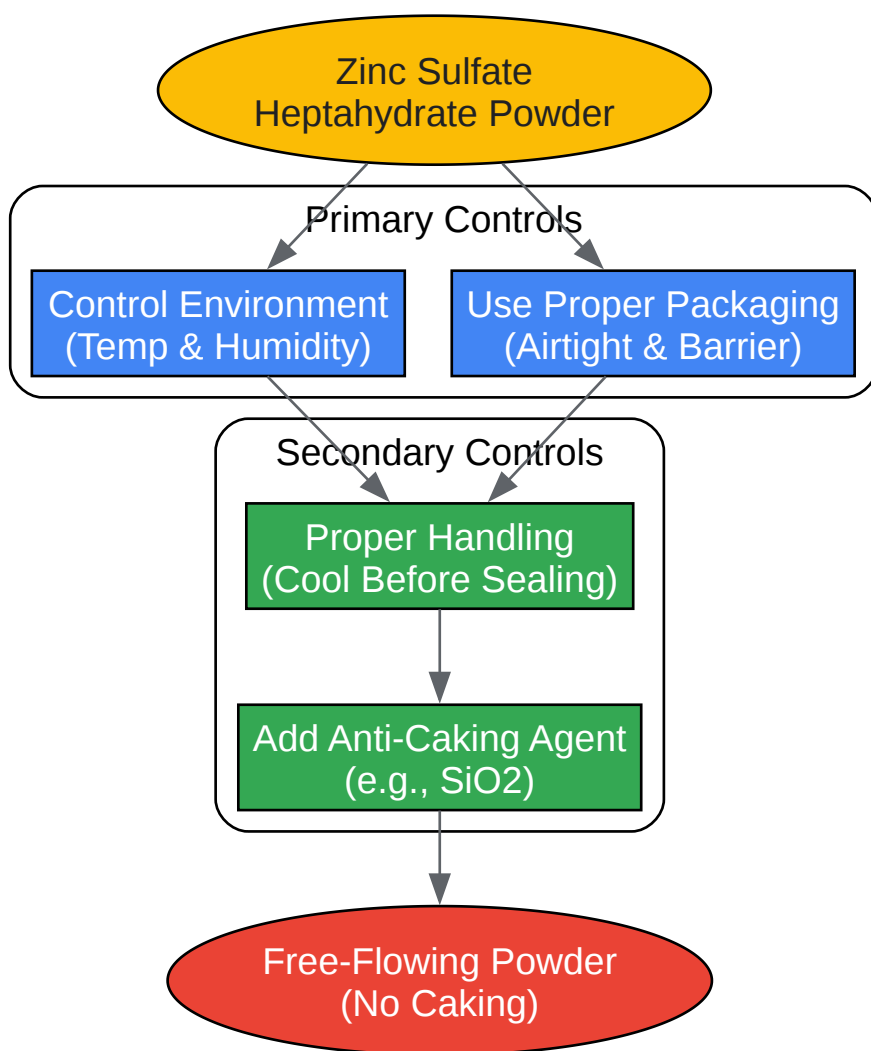 Zinc Sulfate
Heptahydrate Powder
Primary Controls
Control Environment
(Temp & Humidity)
Use Proper Packaging
(Airtight & Barrier)
Secondary Controls
Proper Handling
(Cool Before Sealing)
Add Anti-Caking Agent
(e.g., SiO2)
Free-Flowing Powder
(No Caking)